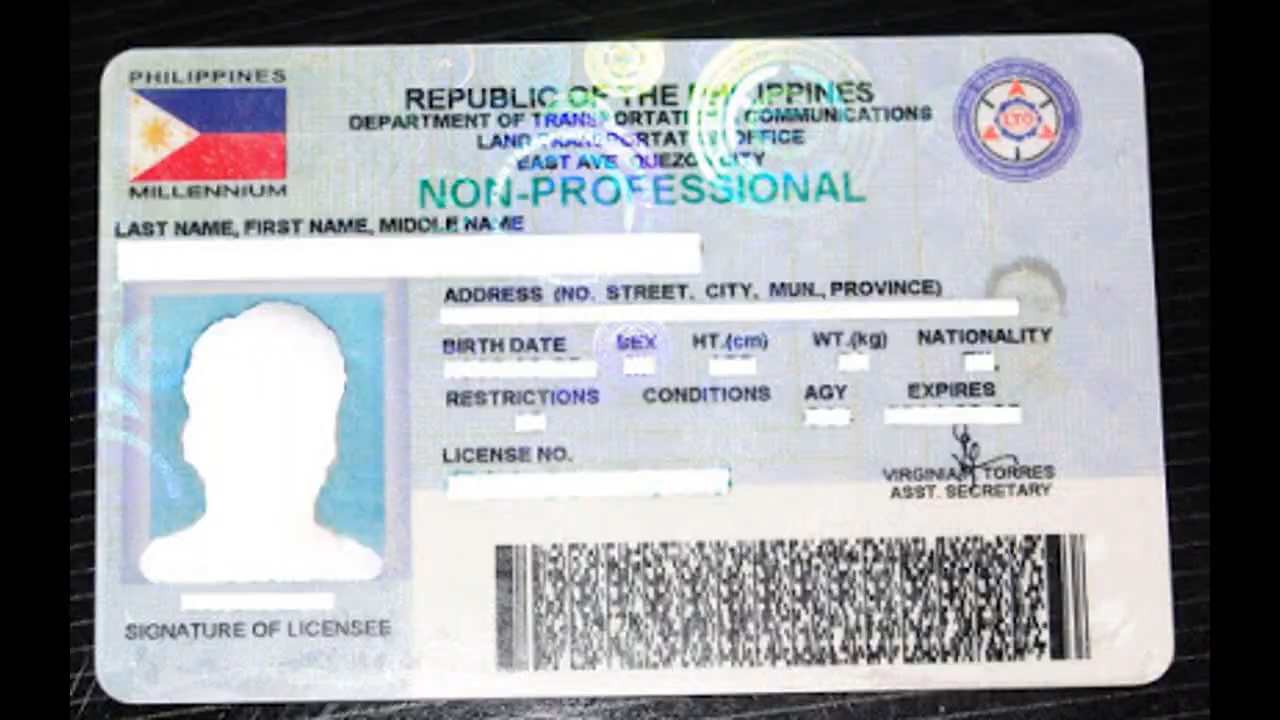 PHILIPPINES
MILLENNIUM
REPUBLIC OF THE PHILIPPINES
DEPARTMENT OF TRANSPORTATION & COMMUNICATIONS
LAND TRANSPORTATION OFFICE
EAST AVE. QUEZON CITY
NON-PROFESSIONAL
LTO
LAST NAME, FIRST NAME, MIDDLE NAME
ADDRESS (NO. STREET, CITY, MUN., PROVINCE)
BIRTH DATE SEX HT.(cm) WT.(kg) NATIONALITY
RESTRICTIONS CONDITIONS AGY EXPIRES
LICENSE NO.
VIRGINIA TORRES
ASST. SECRETARY
SIGNATURE OF LICENSEE